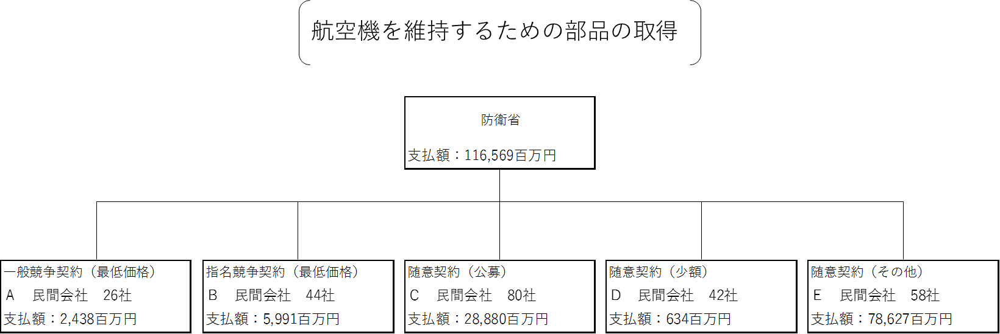 航空機を維持するための部品の取得
防衛省
支払額：116,569百万円
一般競争契約（最低価格）
Ａ　民間会社　26社
支払額：2,438百万円
指名競争契約（最低価格）
Ｂ　民間会社　44社
支払額：5,991百万円
随意契約（公募）
Ｃ　民間会社　80社
支払額：28,880百万円
随意契約（少額）
Ｄ　民間会社　42社
支払額：634百万円
随意契約（その他）
Ｅ　民間会社　58社
支払額：78,627百万円